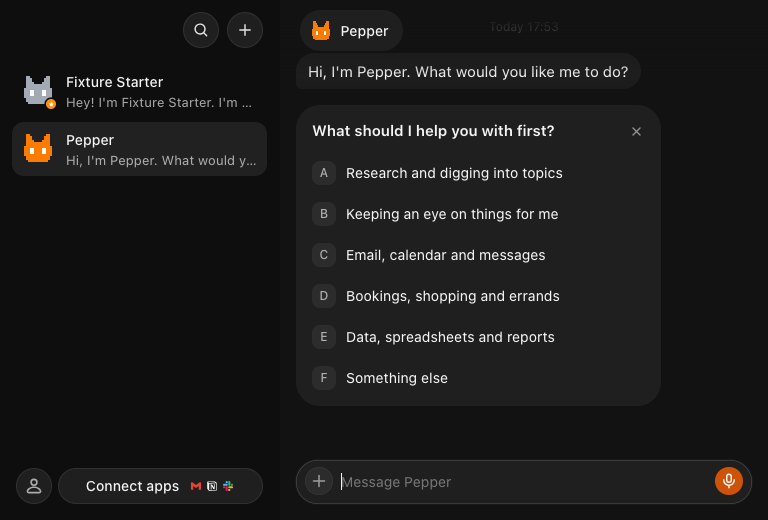 Fixture Starter
Hey! I'm Fixture Starter. I'm ...
Pepper
Hi, I'm Pepper. What would y...
Connect apps
Pepper
Today 17:53
Hi, I'm Pepper. What would you like me to do?
What should I help you with first?
A Research and digging into topics
B Keeping an eye on things for me
C Email, calendar and messages
D Bookings, shopping and errands
E Data, spreadsheets and reports
F Something else
Message Pepper